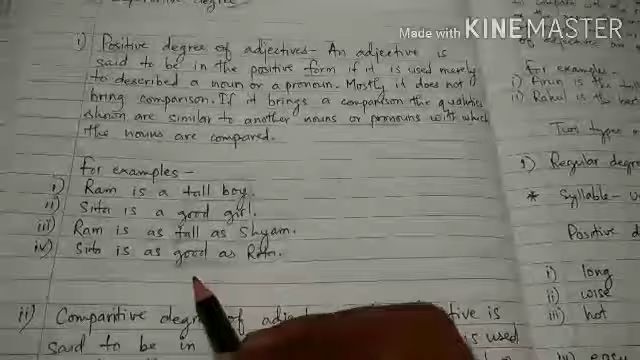 Made with KINEMASTER
i) Positive degree of adjectives - An adjective is
said to be in the positive form if it is used merely
to described a noun or a pronoun. Mostly it does not
bring comparison. If it brings a comparison the qualities
shown are similar to another nouns or pronouns with which
the nouns are compared.
For examples -
i) Ram is a tall boy.
ii) Sita is a good girl.
iii) Ram is as tall as Shyam.
iv) Sita is as good as Rita.
ii) Comparitive degree of
said to be in
is
is used
For examples-
i) Arun is the
ii) Rahul is the
Two types
1) Regular degre
* Syllable
Positive d
i) long
ii) wise
iii) hot